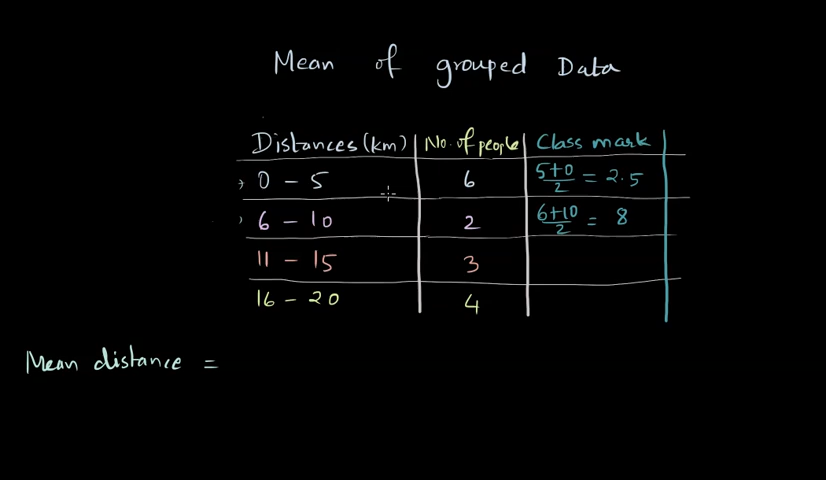 Mean of grouped Data
Distances (km) No. of people Class mark
0 - 5 6 5+0/2 = 2.5
6 - 10 2 6+10/2 = 8
11 - 15 3
16 - 20 4
Mean distance =